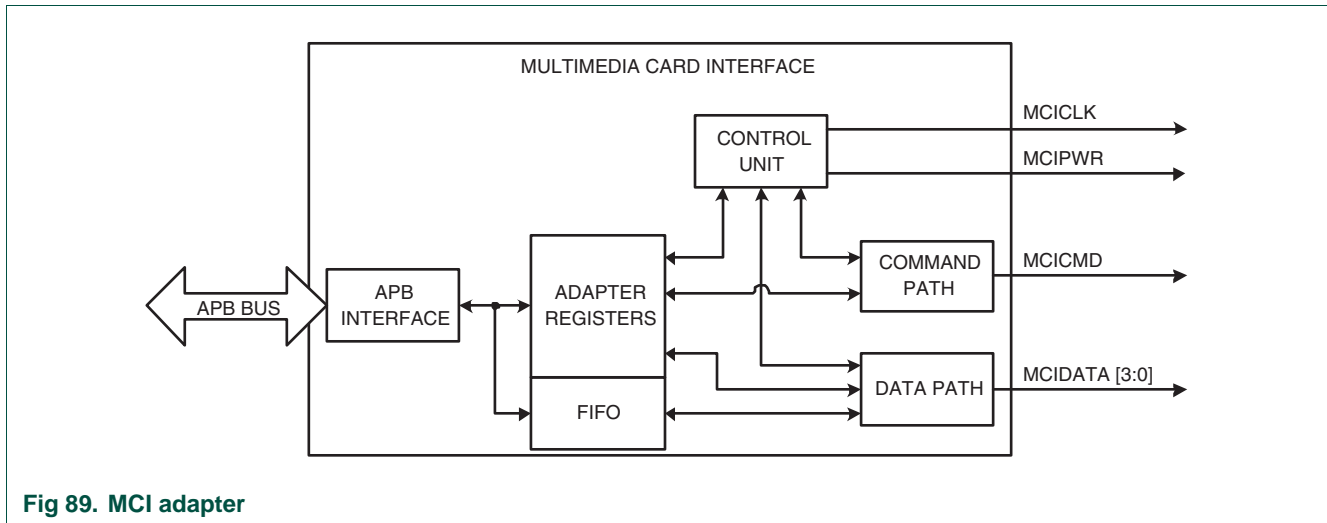 MULTIMEDIA CARD INTERFACE
MCICLK
CONTROL
UNIT
MCIPWR
APB BUS
APB
INTERFACE
ADAPTER
REGISTERS
COMMAND
PATH
MCICMD
FIFO
DATA PATH
MCIDATA [3:0]
Fig 89. MCI adapter